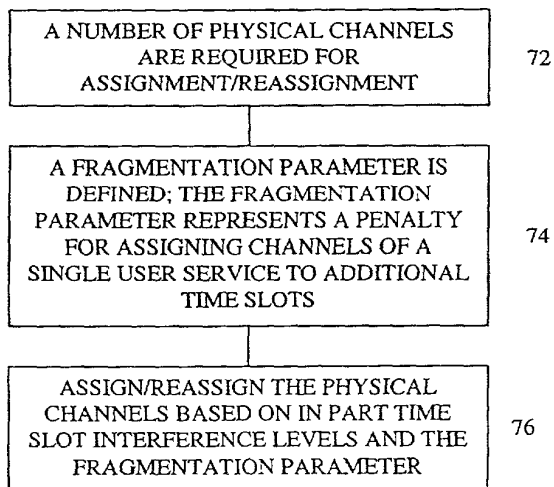 A NUMBER OF PHYSICAL CHANNELS
ARE REQUIRED FOR
ASSIGNMENT/REASSIGNMENT
72
A FRAGMENTATION PARAMETER IS
DEFINED; THE FRAGMENTATION
PARAMETER REPRESENTS A PENALTY
FOR ASSIGNING CHANNELS OF A
SINGLE USER SERVICE TO ADDITIONAL
TIME SLOTS
74
ASSIGN/REASSIGN THE PHYSICAL
CHANNELS BASED ON IN PART TIME
SLOT INTERFERENCE LEVELS AND THE
FRAGMENTATION PARAMETER
76